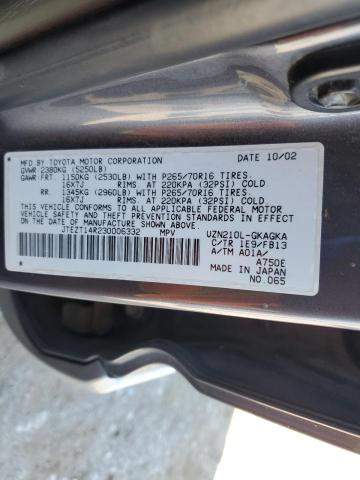 MFD BY TOYOTA MOTOR CORPORATION DATE 10/02
GVWR 2380KG (5250LB)
GAWR FRT 1150KG (2530LB) WITH P265/70R16 TIRES,
16X7J RIMS, AT 220KPA (32PSI) COLD
RR. 1345KG (2960LB) WITH P265/70R16 TIRES,
16X7J RIMS, AT 220KPA (32PSI) COLD
THIS VEHICLE CONFORMS TO ALL APPLICABLE FEDERAL MOTOR
VEHICLE SAFETY AND THEFT PREVENTION STANDARDS IN EFFECT ON
THE DATE OF MANUFACTURE SHOWN ABOVE.
JTEZT14R230006332 MPV UZN210L-GKAGKA
C/TR 1E9/FB13
A/TM A01A/
A750E
MADE IN JAPAN
NO.065